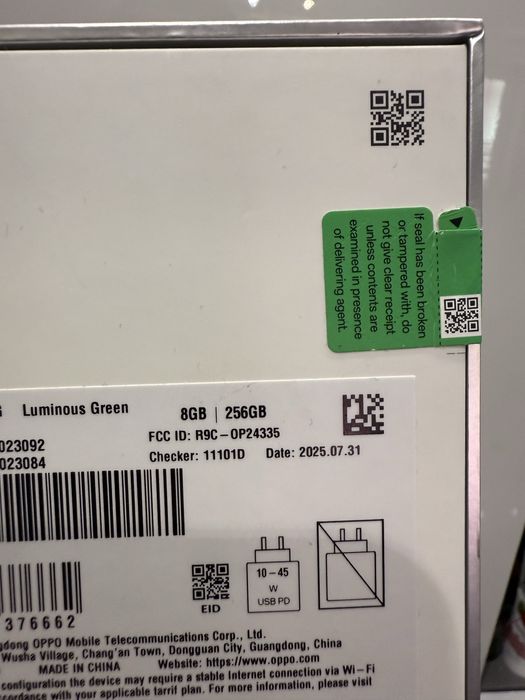 If seal has been broken
or tampered with, do
not give clear receipt
unless contents are
examined in presence
of delivering agent.
Luminous Green 8GB | 256GB
023092 FCC ID: R9C-OP24335
023084 Checker: 11101D Date: 2025.07.31
10-45
W
USB PD
EID
376662
gdong OPPO Mobile Telecommunications Corp., Ltd.
Wusha Village, Chang'an Town, Dongguan City, Guangdong, China
MADE IN CHINA Website: https://www.oppo.com
configuration the device may require a stable Internet connection via Wi-Fi
accordance with your applicable tarrif plan. For more information, please visit